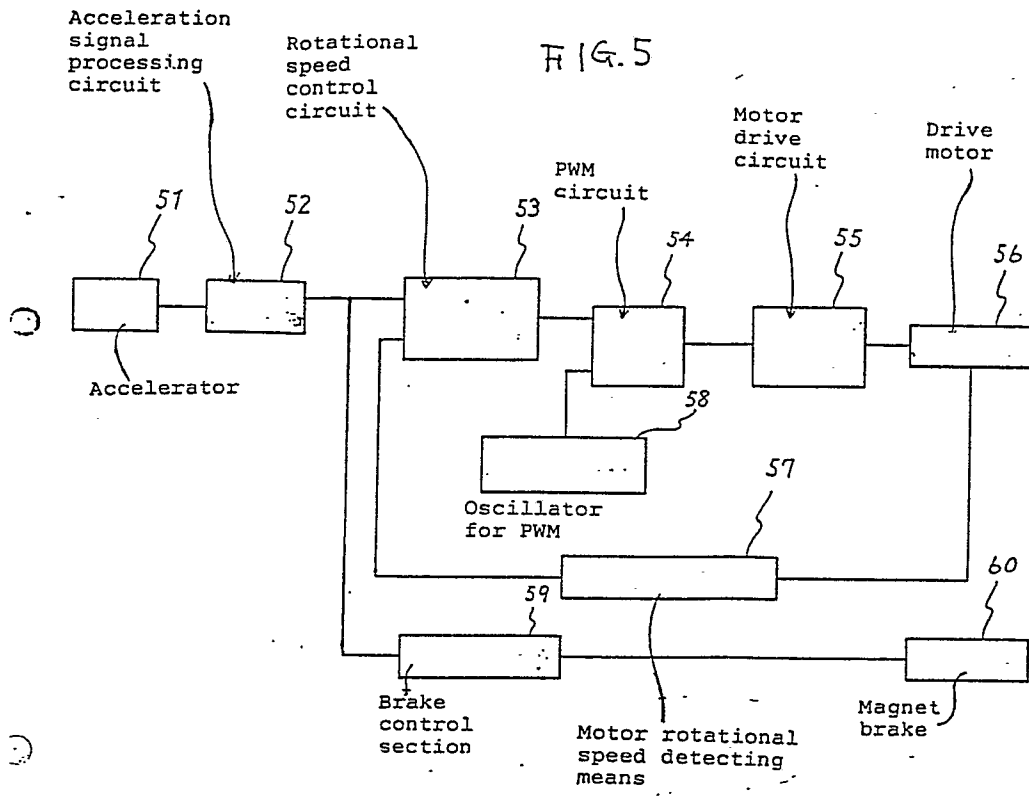 FIG.5
Acceleration
signal
processing
circuit
Rotational
speed
control
circuit
PWM
circuit
Motor
drive
circuit
Drive
motor
51
52
53
54
55
56
Accelerator
58
Oscillator
for PWM
57
59
60
Brake
control
section
Motor rotational
speed detecting
means
Magnet
brake